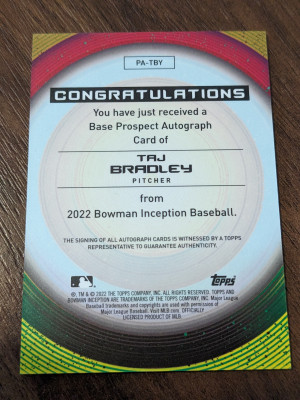 PA-TBY
CONGRATULATIONS
You have just received a
Base Prospect Autograph
Card of
TAJ
BRADLEY
PITCHER
from
2022 Bowman Inception Baseball.
THE SIGNING OF ALL AUTOGRAPH CARDS IS WITNESSED BY A TOPPS
REPRESENTATIVE TO GUARANTEE AUTHENTICITY.
Topps
®, TM & © 2022 THE TOPPS COMPANY, INC. ALL RIGHTS RESERVED. TOPPS AND
BOWMAN INCEPTION ARE TRADEMARKS OF THE TOPPS COMPANY, INC. Major League
Baseball trademarks and copyrights are used with permission of
Major League Baseball. Visit MLB.com. OFFICIALLY
LICENSED PRODUCT OF MLB